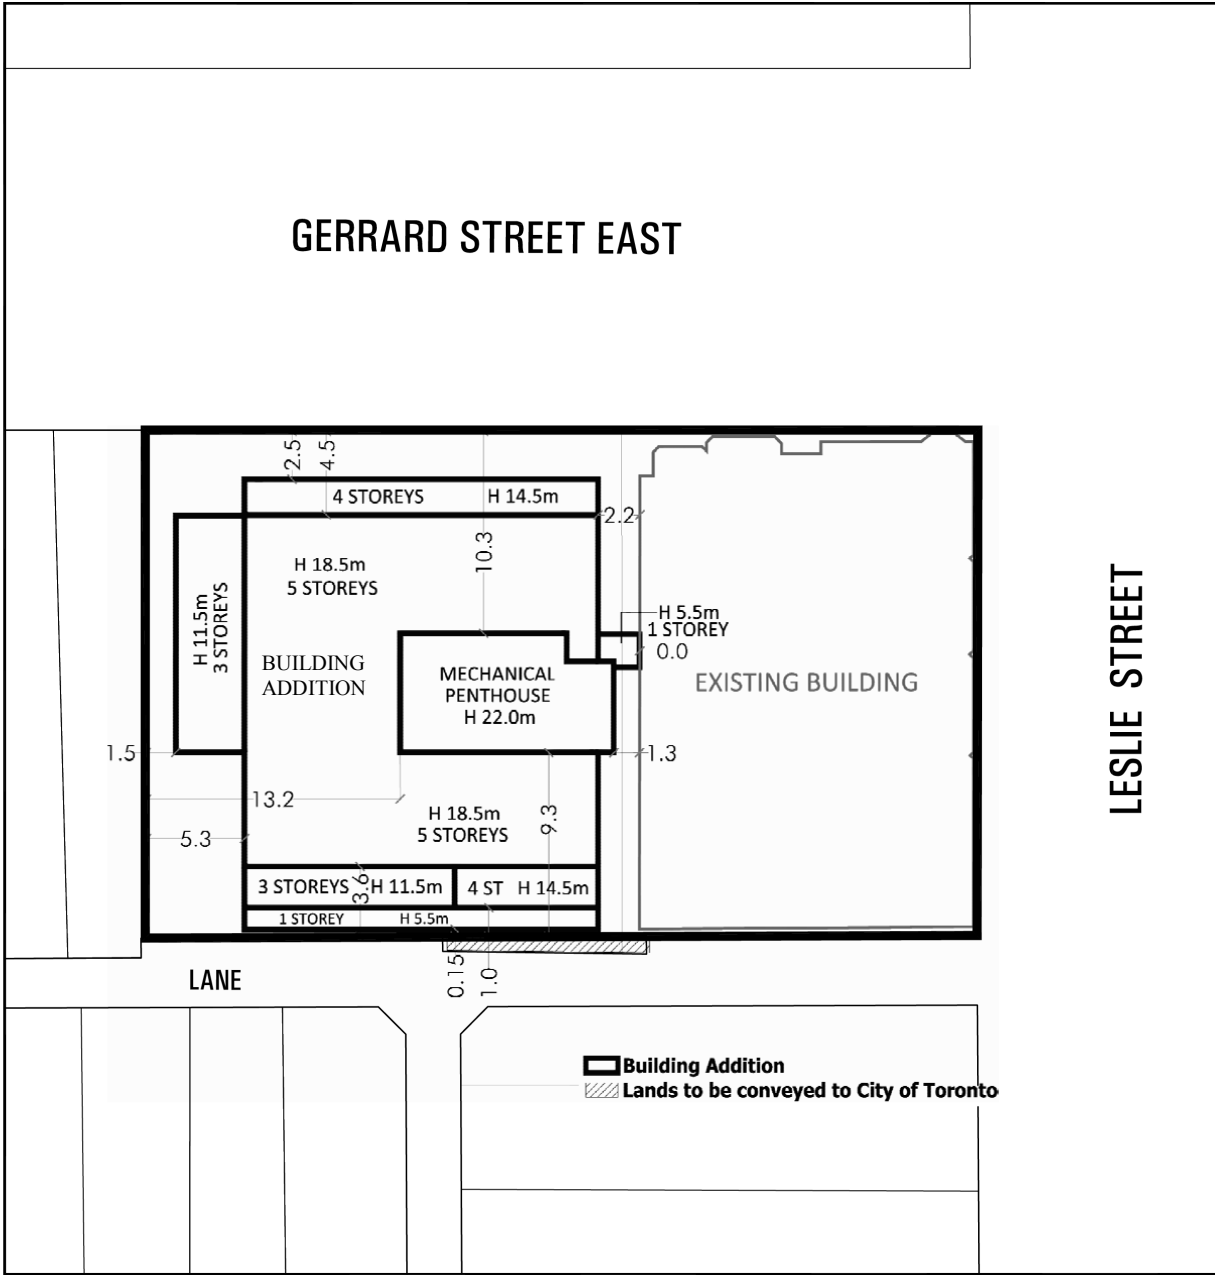 GERRARD STREET EAST
2.5
4.5
4 STOREYS H 14.5m
2.2
10.3
H 18.5m
5 STOREYS
H 11.5m
3 STOREYS
H 5.5m
1 STOREY
0.0
BUILDING
ADDITION
MECHANICAL
PENTHOUSE
H 22.0m
EXISTING BUILDING
LESLIE STREET
1.5
1.3
13.2
H 18.5m
5 STOREYS
9.3
5.3
3 STOREYS H 11.5m
3.6
4 ST H 14.5m
1 STOREY H 5.5m
LANE
0.15
1.0
Building Addition
Lands to be conveyed to City of Toronto